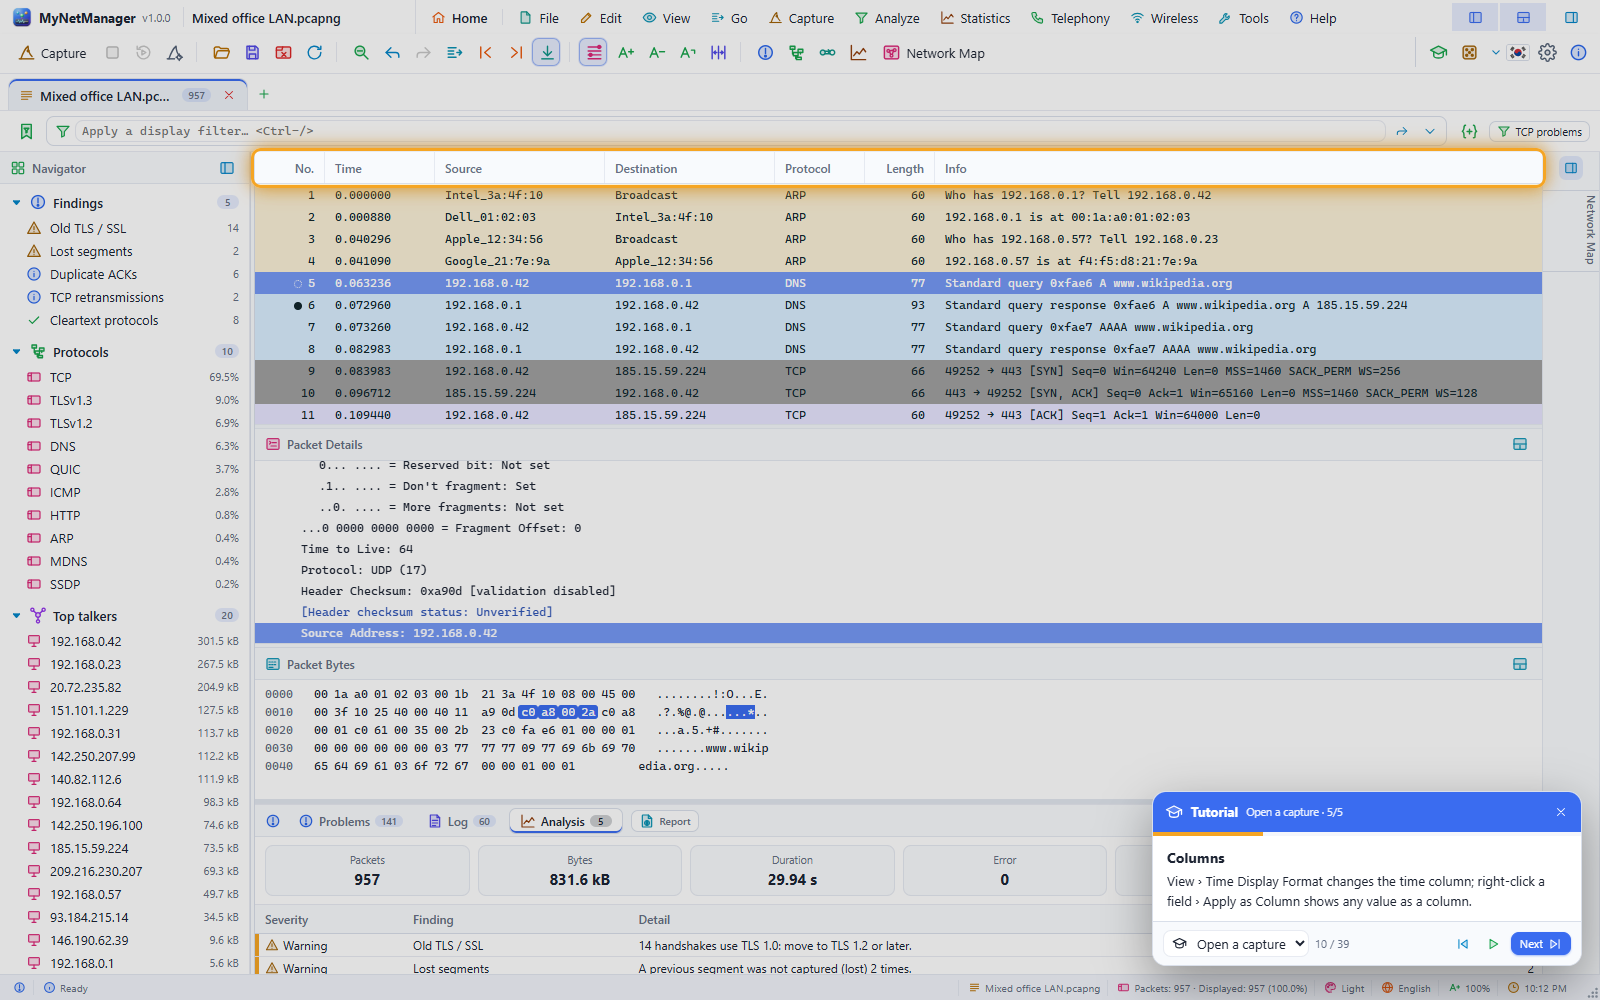 MyNetManager v1.0.0 Mixed office LAN.pcapng Home File Edit View Go Capture Analyze Statistics Telephony Wireless Tools Help
Capture A+ A- A Network Map
Mixed office LAN.pc... 957
Apply a display filter… <Ctrl-/> TCP problems
Navigator
Findings 5
Old TLS / SSL 14
Lost segments 2
Duplicate ACKs 6
TCP retransmissions 2
Cleartext protocols 8
Protocols 10
TCP 69.5%
TLSv1.3 9.0%
TLSv1.2 6.9%
DNS 6.3%
QUIC 3.7%
ICMP 2.8%
HTTP 0.8%
ARP 0.4%
MDNS 0.4%
SSDP 0.2%
Top talkers 20
192.168.0.42 301.5 kB
192.168.0.23 267.5 kB
20.72.235.82 204.9 kB
151.101.1.229 127.5 kB
192.168.0.31 113.7 kB
142.250.207.99 112.2 kB
140.82.112.6 111.9 kB
192.168.0.64 98.3 kB
142.250.196.100 74.6 kB
185.15.59.224 73.5 kB
209.216.230.207 69.3 kB
192.168.0.57 49.7 kB
93.184.215.14 34.5 kB
146.190.62.39 9.6 kB
192.168.0.1 5.6 kB
No. Time Source Destination Protocol Length Info
1 0.000000 Intel_3a:4f:10 Broadcast ARP 60 Who has 192.168.0.1? Tell 192.168.0.42
2 0.000880 Dell_01:02:03 Intel_3a:4f:10 ARP 60 192.168.0.1 is at 00:1a:a0:01:02:03
3 0.040296 Apple_12:34:56 Broadcast ARP 60 Who has 192.168.0.57? Tell 192.168.0.23
4 0.041090 Google_21:7e:9a Apple_12:34:56 ARP 60 192.168.0.57 is at f4:f5:d8:21:7e:9a
5 0.063236 192.168.0.42 192.168.0.1 DNS 77 Standard query 0xfae6 A www.wikipedia.org
6 0.072960 192.168.0.1 192.168.0.42 DNS 93 Standard query response 0xfae6 A www.wikipedia.org A 185.15.59.224
7 0.073260 192.168.0.42 192.168.0.1 DNS 77 Standard query 0xfae7 AAAA www.wikipedia.org
8 0.082983 192.168.0.1 192.168.0.42 DNS 77 Standard query response 0xfae7 AAAA www.wikipedia.org
9 0.083983 192.168.0.42 185.15.59.224 TCP 66 49252 → 443 [SYN] Seq=0 Win=64240 Len=0 MSS=1460 SACK_PERM WS=256
10 0.096712 185.15.59.224 192.168.0.42 TCP 66 443 → 49252 [SYN, ACK] Seq=0 Ack=1 Win=65160 Len=0 MSS=1460 SACK_PERM WS=128
11 0.109440 192.168.0.42 185.15.59.224 TCP 60 49252 → 443 [ACK] Seq=1 Ack=1 Win=64000 Len=0
Network Map
Packet Details
0... .... = Reserved bit: Not set
.1.. .... = Don't fragment: Set
..0. .... = More fragments: Not set
...0 0000 0000 0000 = Fragment Offset: 0
Time to Live: 64
Protocol: UDP (17)
Header Checksum: 0xa90d [validation disabled]
[Header checksum status: Unverified]
Source Address: 192.168.0.42
Packet Bytes
0000 00 1a a0 01 02 03 00 1b 21 3a 4f 10 08 00 45 00 ........!:O...E.
0010 00 3f 10 25 40 00 40 11 a9 0d c0 a8 00 2a c0 a8 .?.%@.@......*..
0020 00 01 c0 61 00 35 00 2b 23 c0 fa e6 01 00 00 01 ...a.5.+#.......
0030 00 00 00 00 00 00 03 77 77 77 09 77 69 6b 69 70 .......www.wikip
0040 65 64 69 61 03 6f 72 67 00 00 01 00 01 edia.org.....
Problems 141 Log 60 Analysis 5 Report
Packets Bytes Duration Error
957 831.6 kB 29.94 s 0
Severity Finding Detail
Warning Old TLS / SSL 14 handshakes use TLS 1.0: move to TLS 1.2 or later.
Warning Lost segments A previous segment was not captured (lost) 2 times. 2
Tutorial Open a capture · 5/5
Columns
View › Time Display Format changes the time column; right-click a
field › Apply as Column shows any value as a column.
Open a capture 10 / 39 Next
Ready Mixed office LAN.pcapng Packets: 957 · Displayed: 957 (100.0%) Light English A+ 100% 10:12 PM